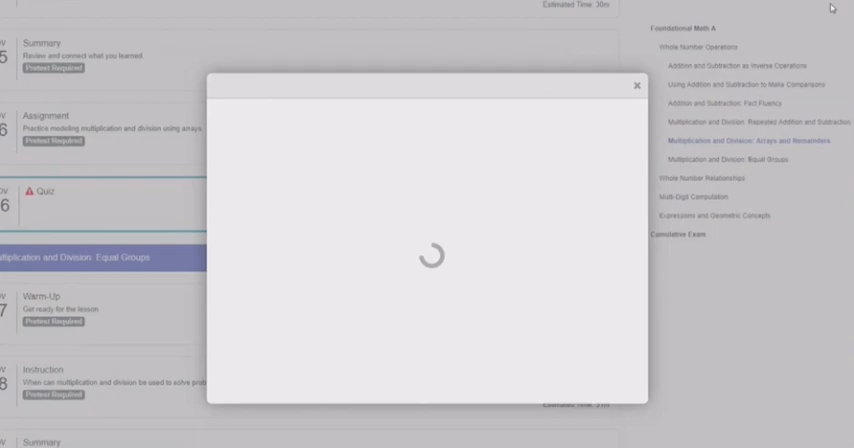 Estimated Time: 30m
Summary
Review and connect what you learned.
Pretest Required
Assignment
Practice modeling multiplication and division using arrays.
Pretest Required
Quiz
Multiplication and Division: Equal Groups
Warm-Up
Get ready for the lesson
Pretest Required
Instruction
When can multiplication and division be used to solve
Pretest Required
Summary
Foundational Math A
Whole Number Operations
Addition and Subtraction as Inverse Operations
Using Addition and Subtraction to Make Comparisons
Addition and Subtraction: Fact Fluency
Multiplication and Division: Repeated Addition and Subtraction
Multiplication and Division: Arrays and Remainders
Multiplication and Division: Equal Groups
Whole Number Relationships
Multi-Digit Computation
Expressions and Geometric Concepts
Cumulative Exam